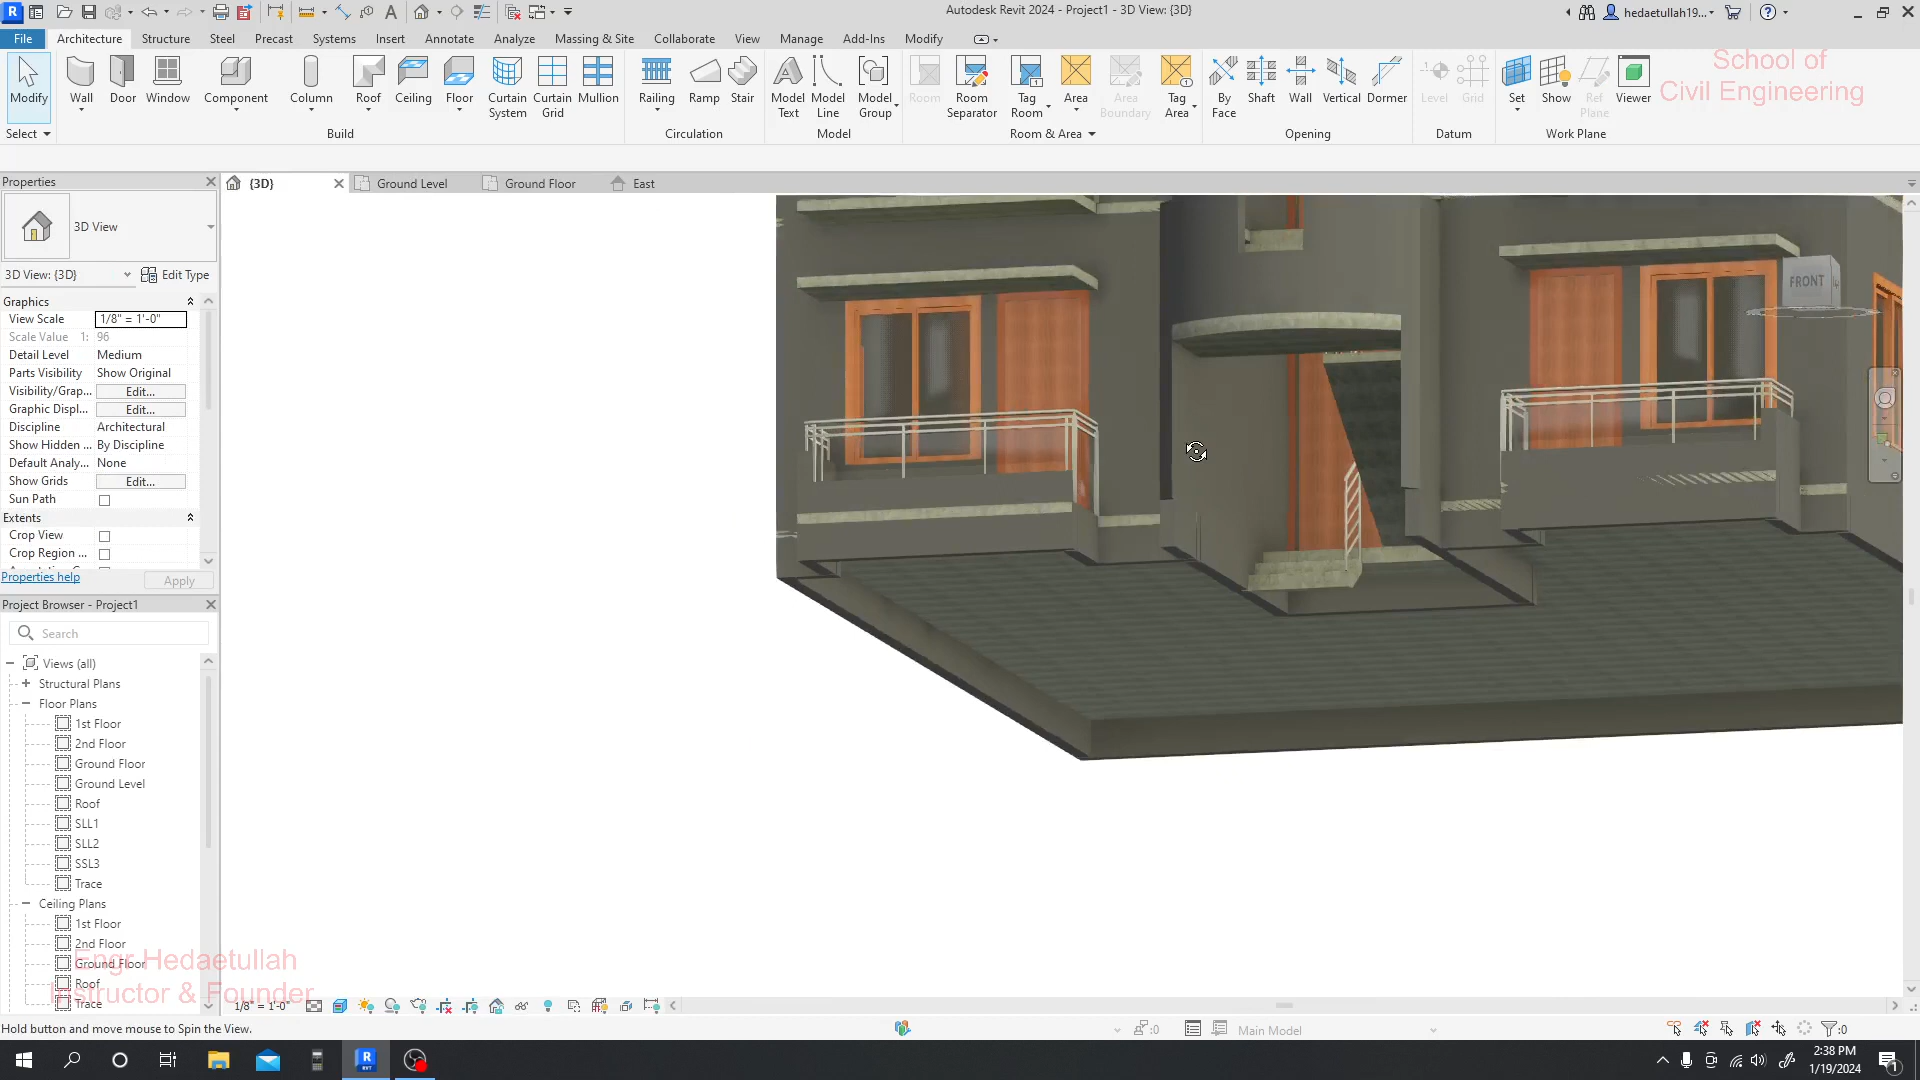 Autodesk Revit 2024 - Project1 - 3D View: {3D}
hedaetullah19...
File Architecture Structure Steel Precast Systems Insert Annotate Analyze Massing & Site Collaborate View Manage Add-Ins Modify
School of
Civil Engineering
Modify Wall Door Window Component Column Roof Ceiling Floor Curtain System Curtain Grid Mullion Railing Ramp Stair Model Text Model Line Model Group Room Room Separator Tag Room Area Area Boundary Tag Area By Face Shaft Wall Vertical Dormer Level Grid Set Show Ref Plane Viewer
Select Build Circulation Model Room & Area Opening Datum Work Plane
Properties
{3D} Ground Level Ground Floor East
3D View
3D View: {3D} Edit Type
Graphics
View Scale 1/8" = 1'-0"
Scale Value 1: 96
Detail Level Medium
Parts Visibility Show Original
Visibility/Grap... Edit...
Graphic Displ... Edit...
Discipline Architectural
Show Hidden ... By Discipline
Default Analy... None
Show Grids Edit...
Sun Path
Extents
Crop View
Crop Region ...
Properties help Apply
FRONT
Project Browser - Project1
Search
Views (all)
Structural Plans
Floor Plans
1st Floor
2nd Floor
Ground Floor
Ground Level
Roof
SLL1
SLL2
SSL3
Trace
Ceiling Plans
1st Floor
2nd Floor
Ground Floor
Roof
Trace
Engr.Hedaetullah
Instructor & Founder
1/8" = 1'-0"
Hold button and move mouse to Spin the View.
:0
Main Model
:0
2:38 PM
1/19/2024